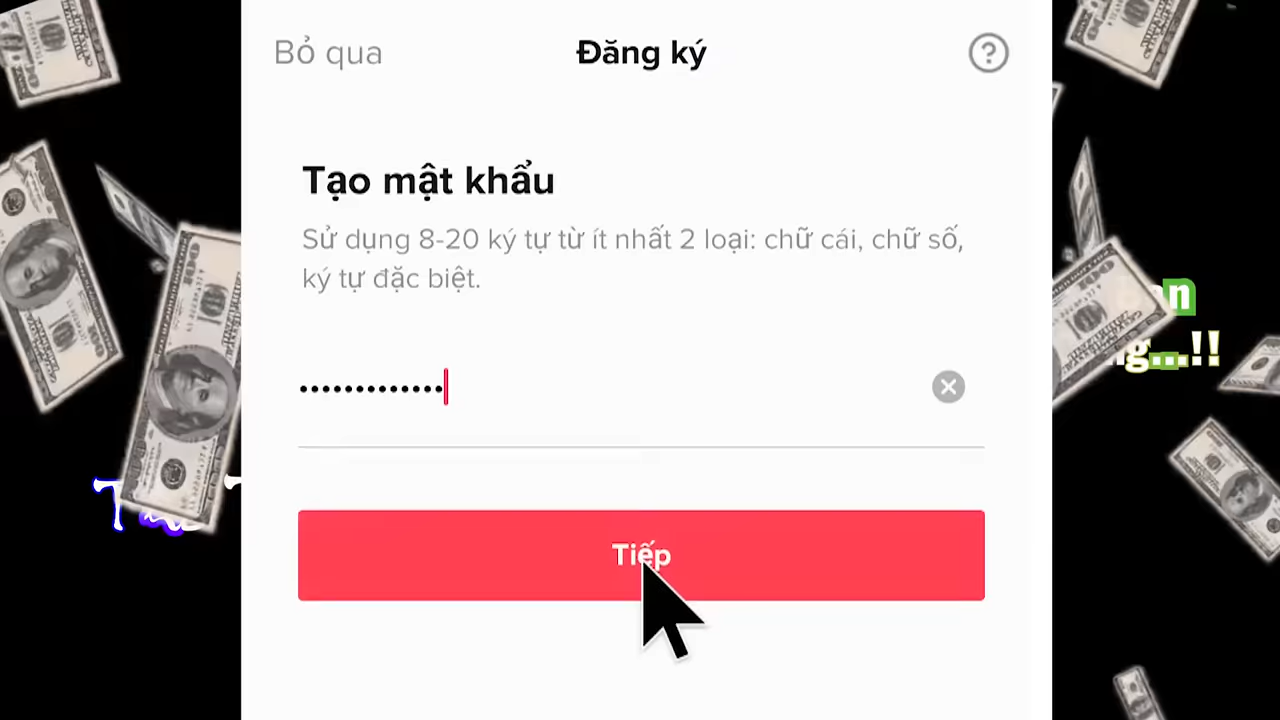 Bỏ qua
Đăng ký
?
Tạo mật khẩu
Sử dụng 8-20 ký tự từ ít nhất 2 loại: chữ cái, chữ số,
ký tự đặc biệt.
•••••••••••••
Tiếp